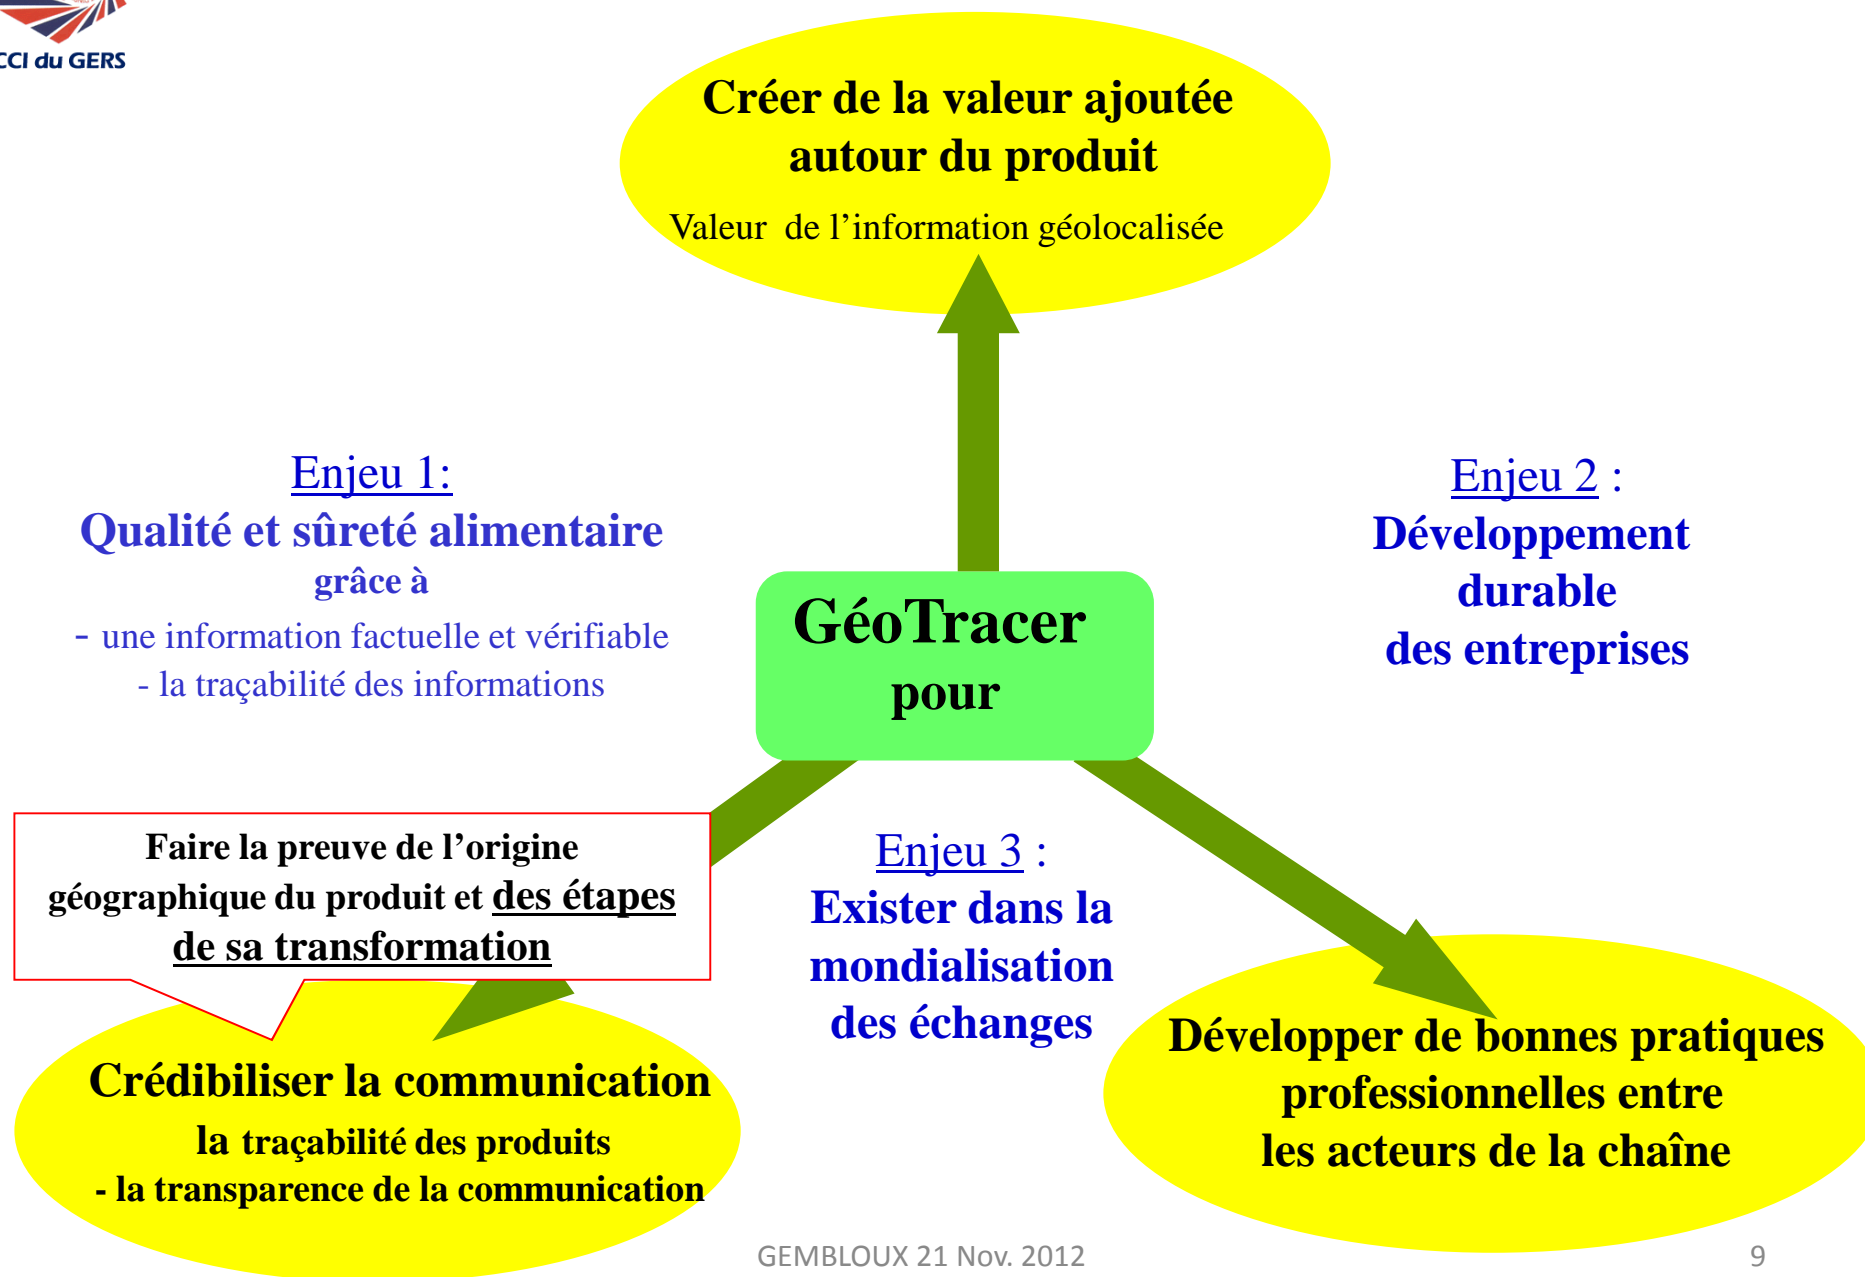 CCI du GERS
Créer de la valeur ajoutée
autour du produit
Valeur de l’information géolocalisée
Enjeu 1:
Qualité et sûreté alimentaire
grâce à
- une information factuelle et vérifiable
- la traçabilité des informations
Enjeu 2 :
Développement
durable
des entreprises
GéoTracer
pour
Faire la preuve de l’origine
géographique du produit et des étapes
de sa transformation
Enjeu 3 :
Exister dans la
mondialisation
des échanges
Crédibiliser la communication
la traçabilité des produits
- la transparence de la communication
Développer de bonnes pratiques
professionnelles entre
les acteurs de la chaîne
GEMBLOUX 21 Nov. 2012
9